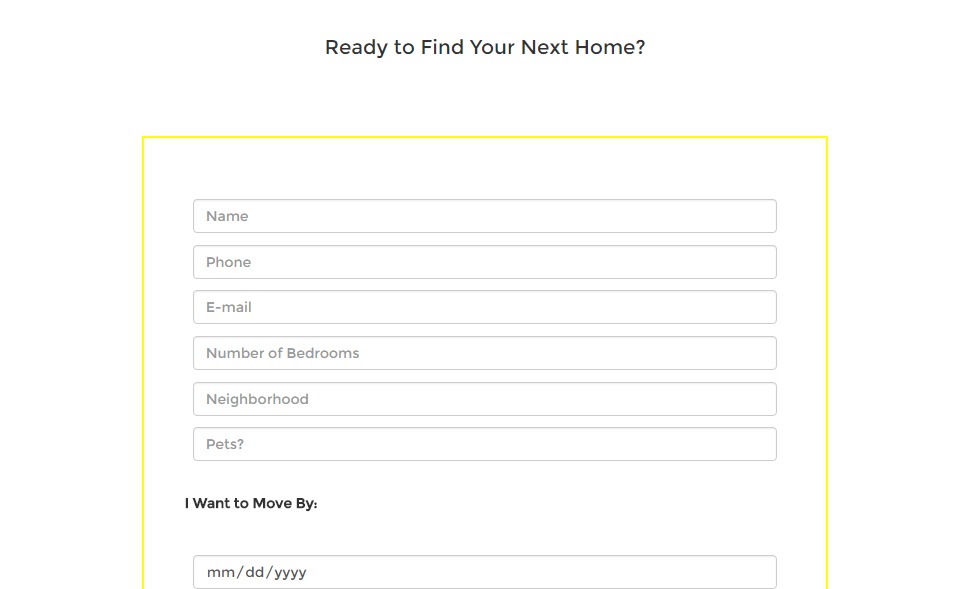 Ready to Find Your Next Home?
Name
Phone
E-mail
Number of Bedrooms
Neighborhood
Pets?
I Want to Move By:
mm/dd/yyyy